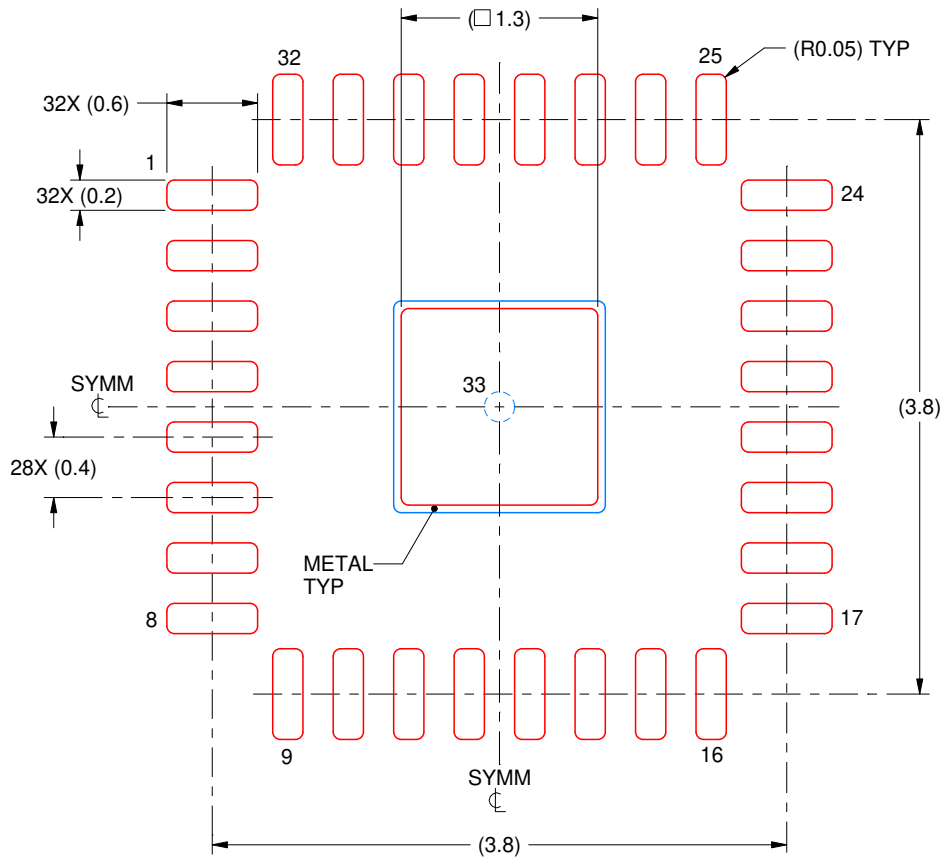 (□ 1.3)
32
25
(R0.05) TYP
32X (0.6)
1
32X (0.2)
24
33
SYMM
℄
(3.8)
28X (0.4)
METAL
TYP
8
17
9
16
SYMM
℄
(3.8)